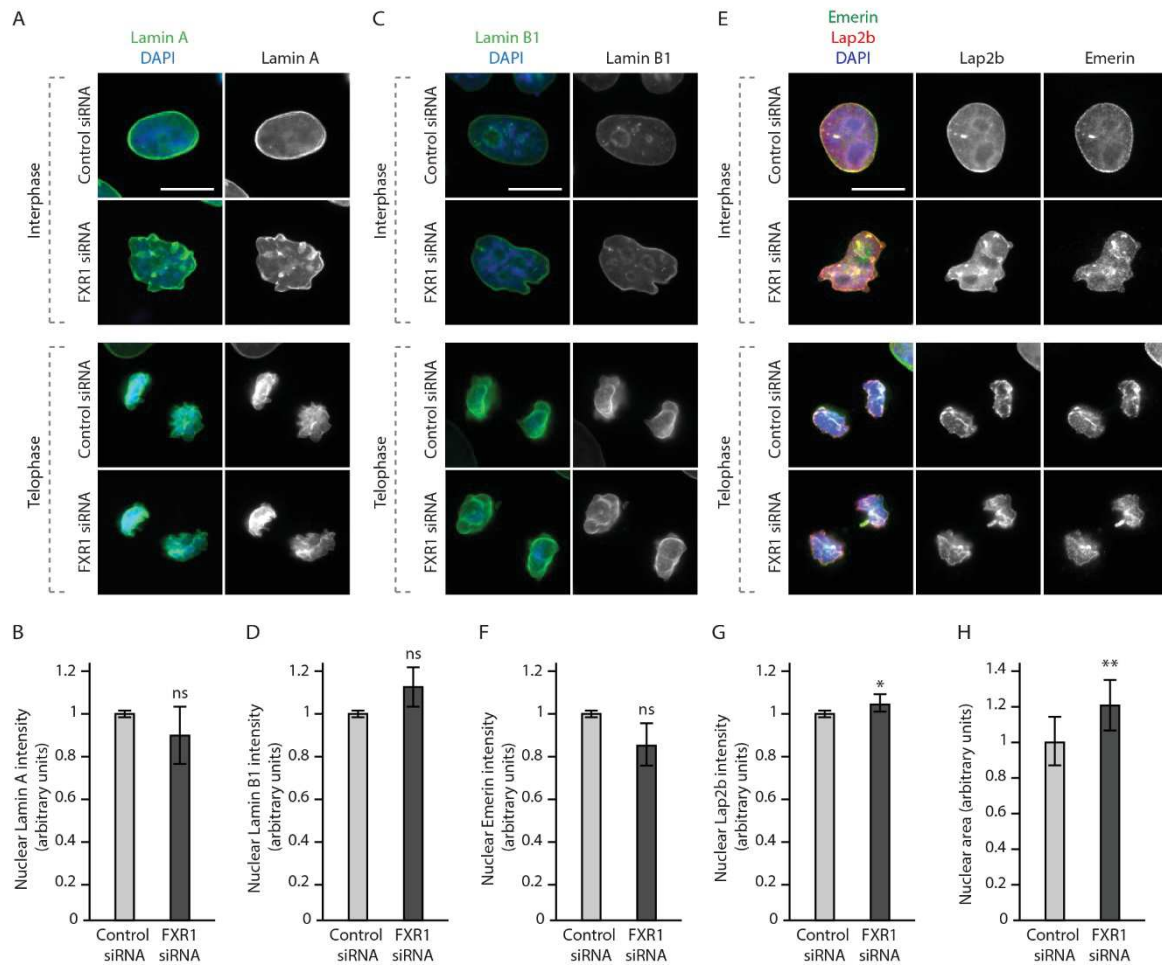 A
Lamin A
DAPI
Lamin A
Interphase
Control siRNA
FXR1 siRNA
Telophase
Control siRNA
FXR1 siRNA
C
Lamin B1
DAPI
Lamin B1
Interphase
Control siRNA
FXR1 siRNA
Telophase
Control siRNA
FXR1 siRNA
E
Emerin
Lap2b
DAPI
Lap2b
Emerin
Interphase
Control siRNA
FXR1 siRNA
Telophase
Control siRNA
FXR1 siRNA
B
Nuclear Lamin A intensity
(arbitrary units)
1.2
1
0.8
0.6
0.4
0.2
0
ns
Control
siRNA
FXR1
siRNA
D
Nuclear Lamin B1 intensity
(arbitrary units)
1.2
1
0.8
0.6
0.4
0.2
0
ns
Control
siRNA
FXR1
siRNA
F
Nuclear Emerin intensity
(arbitrary units)
1.2
1
0.8
0.6
0.4
0.2
0
ns
Control
siRNA
FXR1
siRNA
G
Nuclear Lap2b intensity
(arbitrary units)
1.2
1
0.8
0.6
0.4
0.2
0
*
Control
siRNA
FXR1
siRNA
H
Nuclear area (arbitrary units)
1.4
1.2
1
0.8
0.6
0.4
0.2
0
**
Control
siRNA
FXR1
siRNA